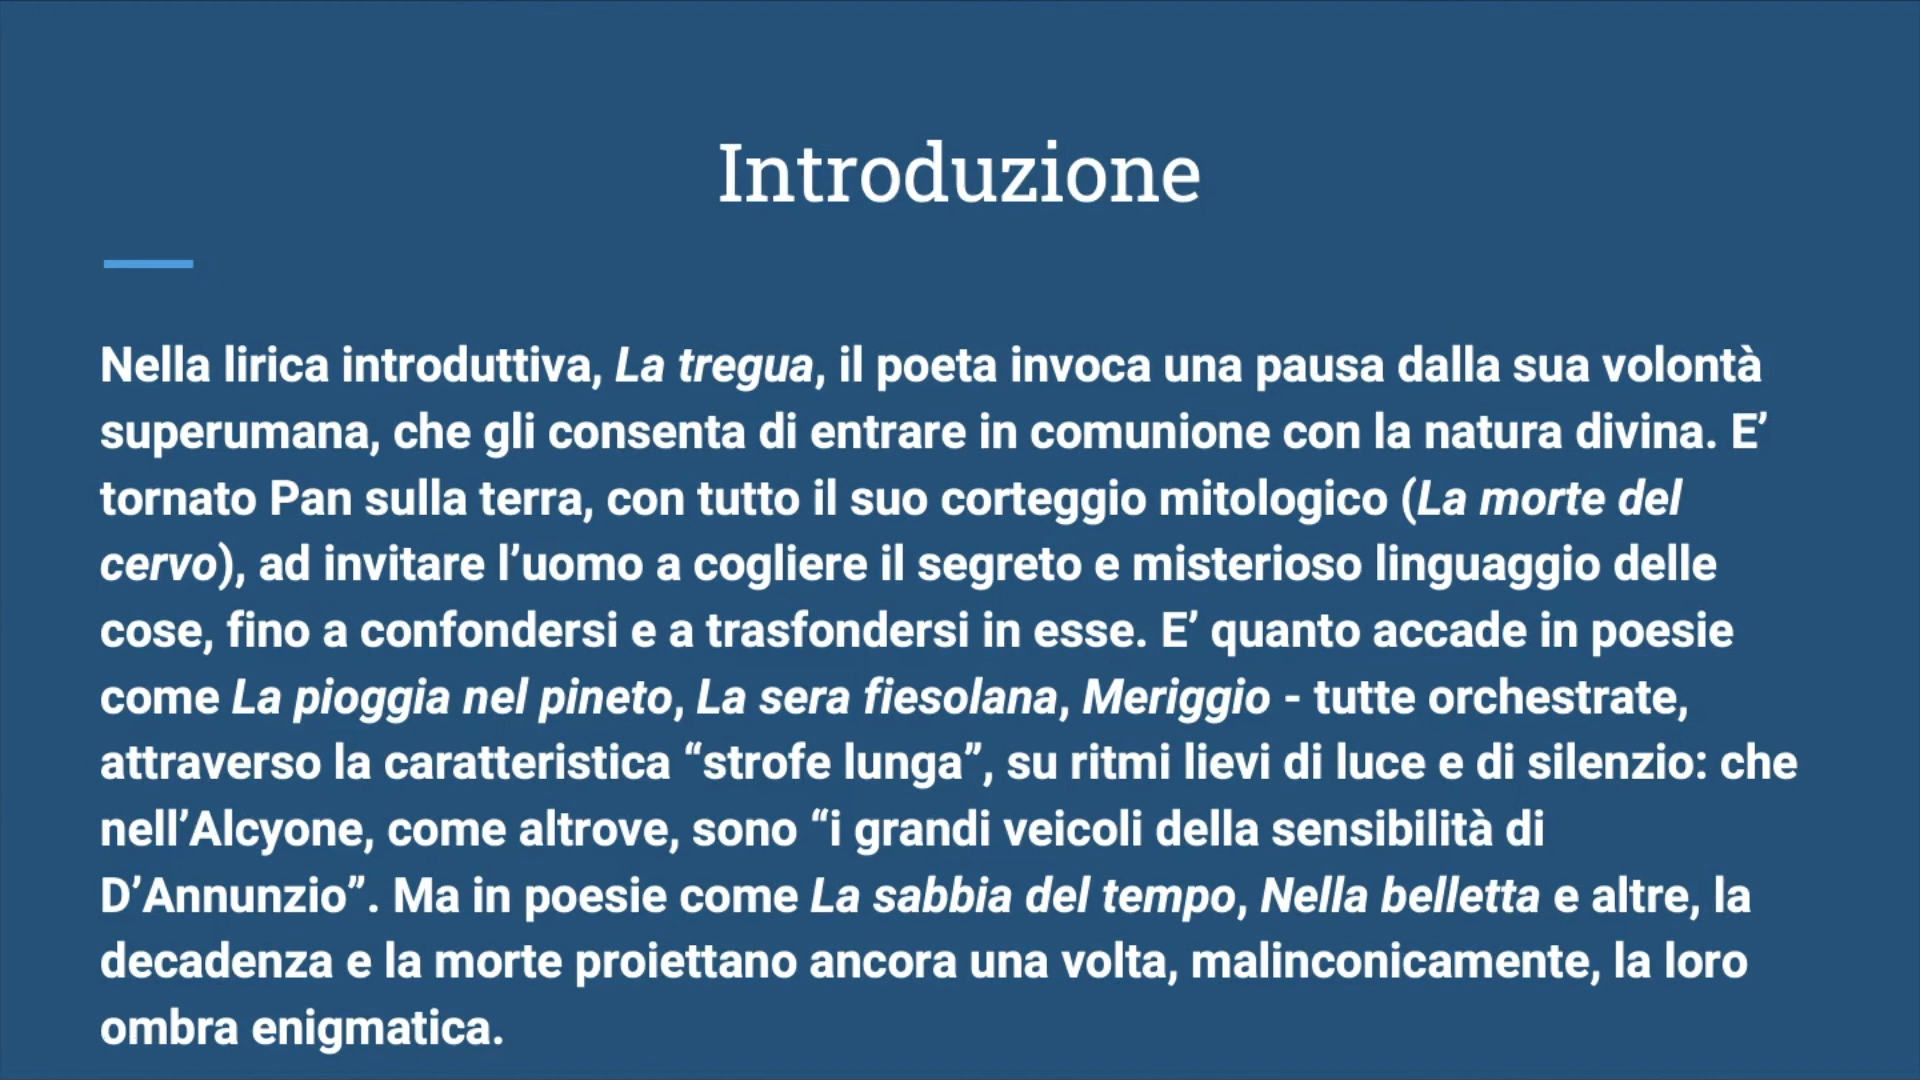 Introduzione
Nella lirica introduttiva, La tregua, il poeta invoca una pausa dalla sua volontà
superumana, che gli consenta di entrare in comunione con la natura divina. E’
tornato Pan sulla terra, con tutto il suo corteggio mitologico (La morte del
cervo), ad invitare l’uomo a cogliere il segreto e misterioso linguaggio delle
cose, fino a confondersi e a trasfondersi in esse. E’ quanto accade in poesie
come La pioggia nel pineto, La sera fiesolana, Meriggio - tutte orchestrate,
attraverso la caratteristica “strofe lunga”, su ritmi lievi di luce e di silenzio: che
nell’Alcyone, come altrove, sono “i grandi veicoli della sensibilità di
D’Annunzio”. Ma in poesie come La sabbia del tempo, Nella belletta e altre, la
decadenza e la morte proiettano ancora una volta, malinconicamente, la loro
ombra enigmatica.